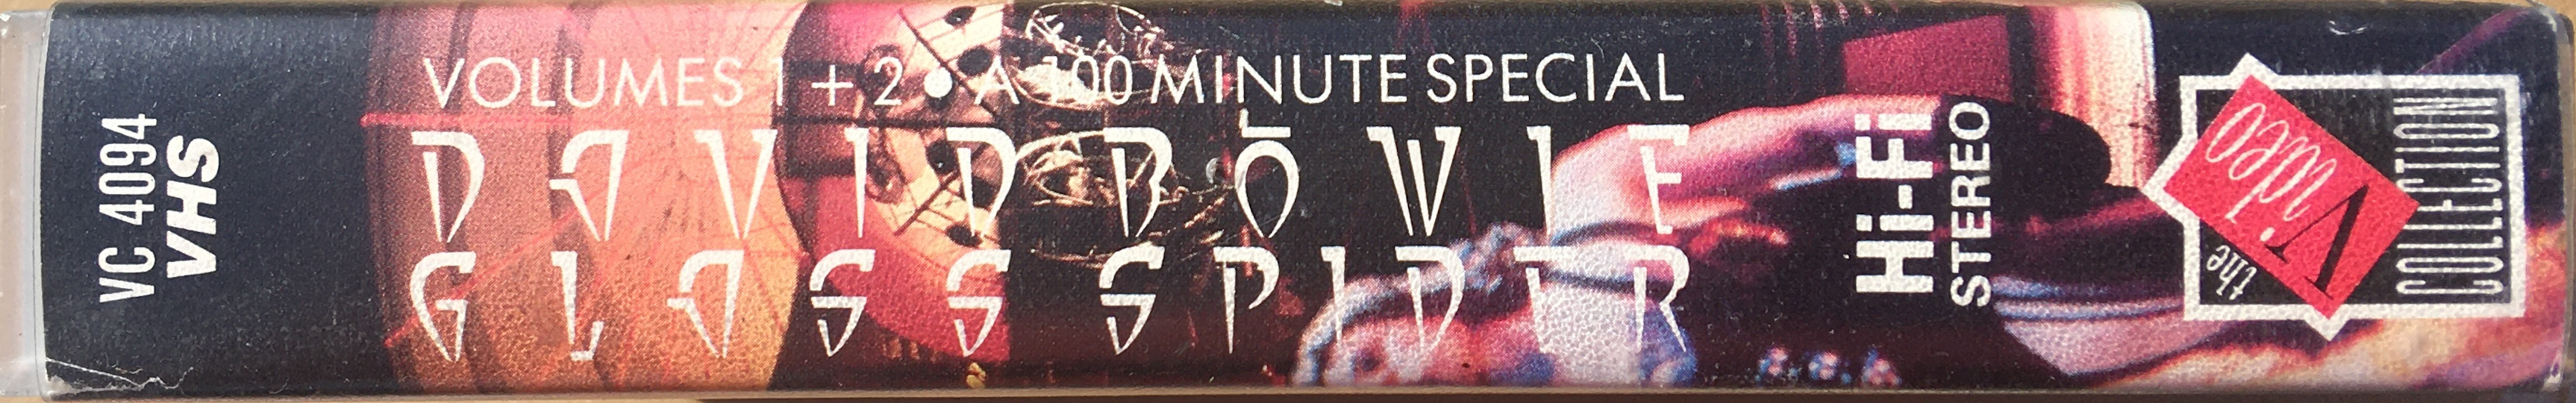 VC 4094
VHS
VOLUMES 1 + 2 • A 100 MINUTE SPECIAL
DAVID BOWIE
GLASS SPIDER
Hi-Fi
STEREO
the
Video
COLLECTION